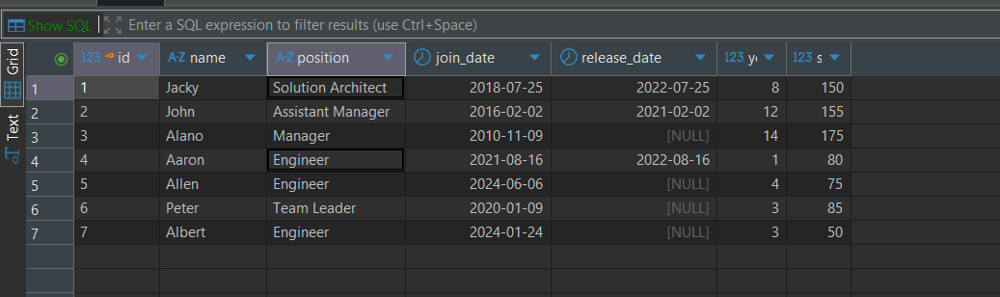 Show SQL Enter a SQL expression to filter results (use Ctrl+Space)
Grid
Text
123 id A-Z name A-Z position join_date release_date 123 ye 123 s
1 1 Jacky Solution Architect 2018-07-25 2022-07-25 8 150
2 2 John Assistant Manager 2016-02-02 2021-02-02 12 155
3 3 Alano Manager 2010-11-09 [NULL] 14 175
4 4 Aaron Engineer 2021-08-16 2022-08-16 1 80
5 5 Allen Engineer 2024-06-06 [NULL] 4 75
6 6 Peter Team Leader 2020-01-09 [NULL] 3 85
7 7 Albert Engineer 2024-01-24 [NULL] 3 50